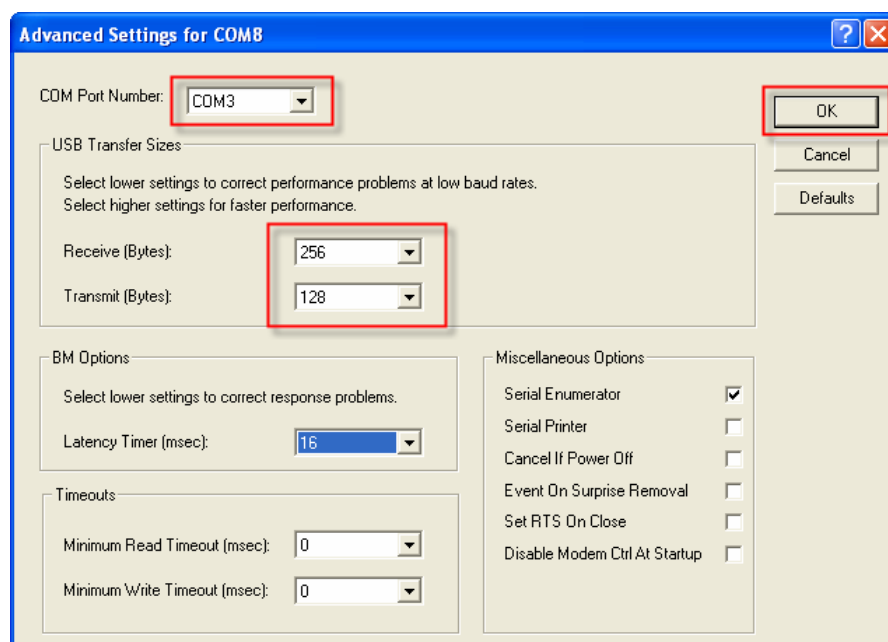 Advanced Settings for COM8
COM Port Number: COM3
OK
Cancel
Defaults
USB Transfer Sizes
Select lower settings to correct performance problems at low baud rates.
Select higher settings for faster performance.
Receive (Bytes): 256
Transmit (Bytes): 128
BM Options
Select lower settings to correct response problems.
Latency Timer (msec): 16
Timeouts
Minimum Read Timeout (msec): 0
Minimum Write Timeout (msec): 0
Miscellaneous Options
Serial Enumerator
Serial Printer
Cancel If Power Off
Event On Surprise Removal
Set RTS On Close
Disable Modem Ctrl At Startup